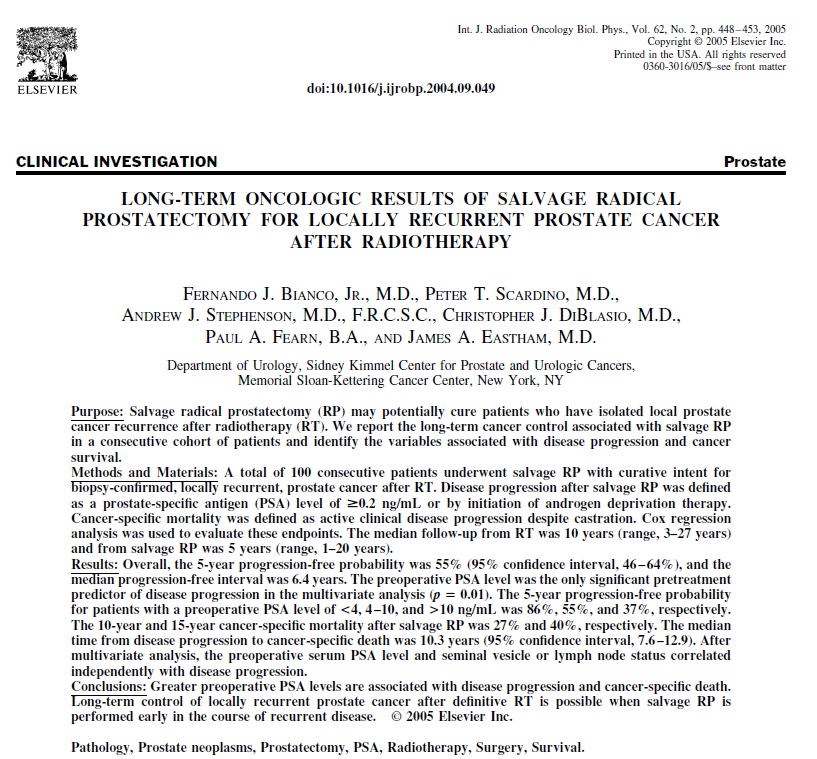 Int. J. Radiation Oncology Biol. Phys., Vol. 62, No. 2, pp. 448–453, 2005
Copyright © 2005 Elsevier Inc.
Printed in the USA. All rights reserved
0360-3016/05/$–see front matter
ELSEVIER
doi:10.1016/j.ijrobp.2004.09.049
CLINICAL INVESTIGATION
Prostate
LONG-TERM ONCOLOGIC RESULTS OF SALVAGE RADICAL
PROSTATECTOMY FOR LOCALLY RECURRENT PROSTATE CANCER
AFTER RADIOTHERAPY
FERNANDO J. BIANCO, JR., M.D., PETER T. SCARDINO, M.D.,
ANDREW J. STEPHENSON, M.D., F.R.C.S.C., CHRISTOPHER J. DIBLASIO, M.D.,
PAUL A. FEARN, B.A., AND JAMES A. EASTHAM, M.D.
Department of Urology, Sidney Kimmel Center for Prostate and Urologic Cancers,
Memorial Sloan-Kettering Cancer Center, New York, NY
Purpose: Salvage radical prostatectomy (RP) may potentially cure patients who have isolated local prostate
cancer recurrence after radiotherapy (RT). We report the long-term cancer control associated with salvage RP
in a consecutive cohort of patients and identify the variables associated with disease progression and cancer
survival.
Methods and Materials: A total of 100 consecutive patients underwent salvage RP with curative intent for
biopsy-confirmed, locally recurrent, prostate cancer after RT. Disease progression after salvage RP was defined
as a prostate-specific antigen (PSA) level of ≥0.2 ng/mL or by initiation of androgen deprivation therapy.
Cancer-specific mortality was defined as active clinical disease progression despite castration. Cox regression
analysis was used to evaluate these endpoints. The median follow-up from RT was 10 years (range, 3–27 years)
and from salvage RP was 5 years (range, 1–20 years).
Results: Overall, the 5-year progression-free probability was 55% (95% confidence interval, 46–64%), and the
median progression-free interval was 6.4 years. The preoperative PSA level was the only significant pretreatment
predictor of disease progression in the multivariate analysis (p = 0.01). The 5-year progression-free probability
for patients with a preoperative PSA level of <4, 4–10, and >10 ng/mL was 86%, 55%, and 37%, respectively.
The 10-year and 15-year cancer-specific mortality after salvage RP was 27% and 40%, respectively. The median
time from disease progression to cancer-specific death was 10.3 years (95% confidence interval, 7.6–12.9). After
multivariate analysis, the preoperative serum PSA level and seminal vesicle or lymph node status correlated
independently with disease progression.
Conclusions: Greater preoperative PSA levels are associated with disease progression and cancer-specific death.
Long-term control of locally recurrent prostate cancer after definitive RT is possible when salvage RP is
performed early in the course of recurrent disease. © 2005 Elsevier Inc.
Pathology, Prostate neoplasms, Prostatectomy, PSA, Radiotherapy, Surgery, Survival.